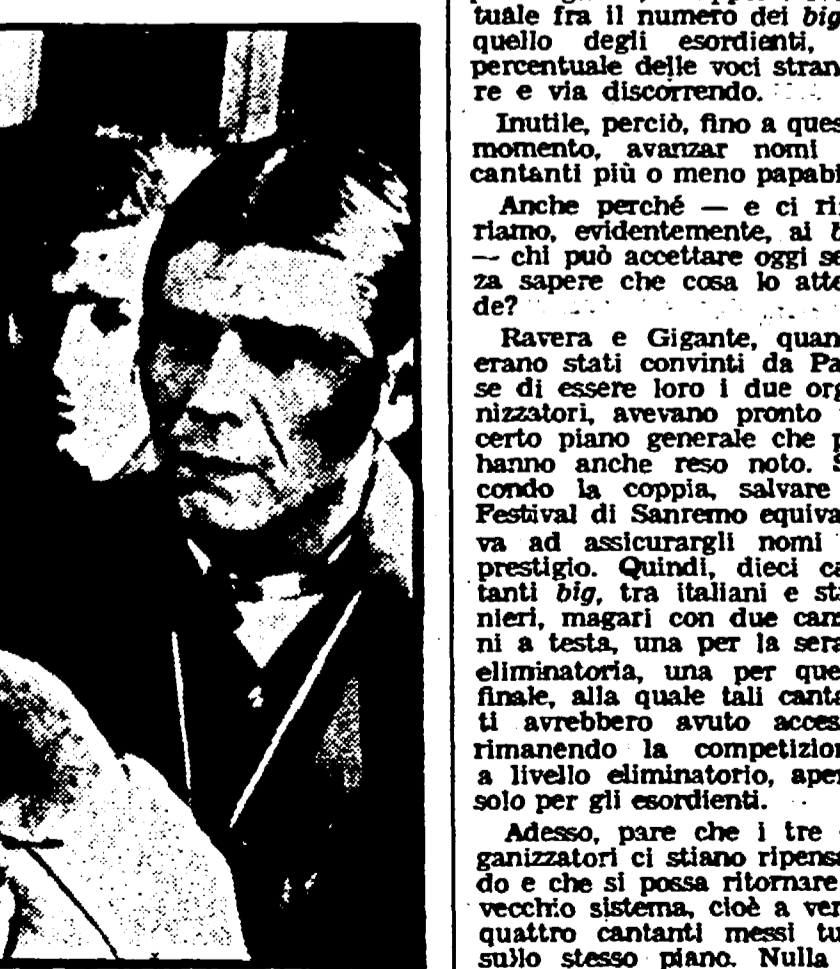 tuale fra il numero dei big
quello degli esordienti,
percentuale delle voci stran
re e via discorrendo.
Inutile, perciò, fino a ques
momento, avanzar nomi
cantanti più o meno papabi
Anche perché — e ci ri
riamo, evidentemente, ai b
— chi può accettare oggi se
za sapere che cosa lo atte
de?
Ravera e Gigante, quan
erano stati convinti da Pa
se di essere loro i due org
nizzatori, avevano pronto
certo piano generale che p
hanno anche reso noto. S
condo la coppia, salvare
Festival di Sanremo equiva
va ad assicurargli nomi
prestigio. Quindi, dieci ca
tanti big, tra italiani e sta
nieri, magari con due can
ni a testa, una per la sera
eliminatoria, una per que
finale, alla quale tali canta
ti avrebbero avuto acces
rimanendo la competizion
a livello eliminatorio, aper
solo per gli esordienti.
Adesso, pare che i tre
ganizzatori ci stiano ripensa
do e che si possa ritornare
vecchio sistema, cioè a ven
quattro cantanti messi tu
sullo stesso piano. Nulla